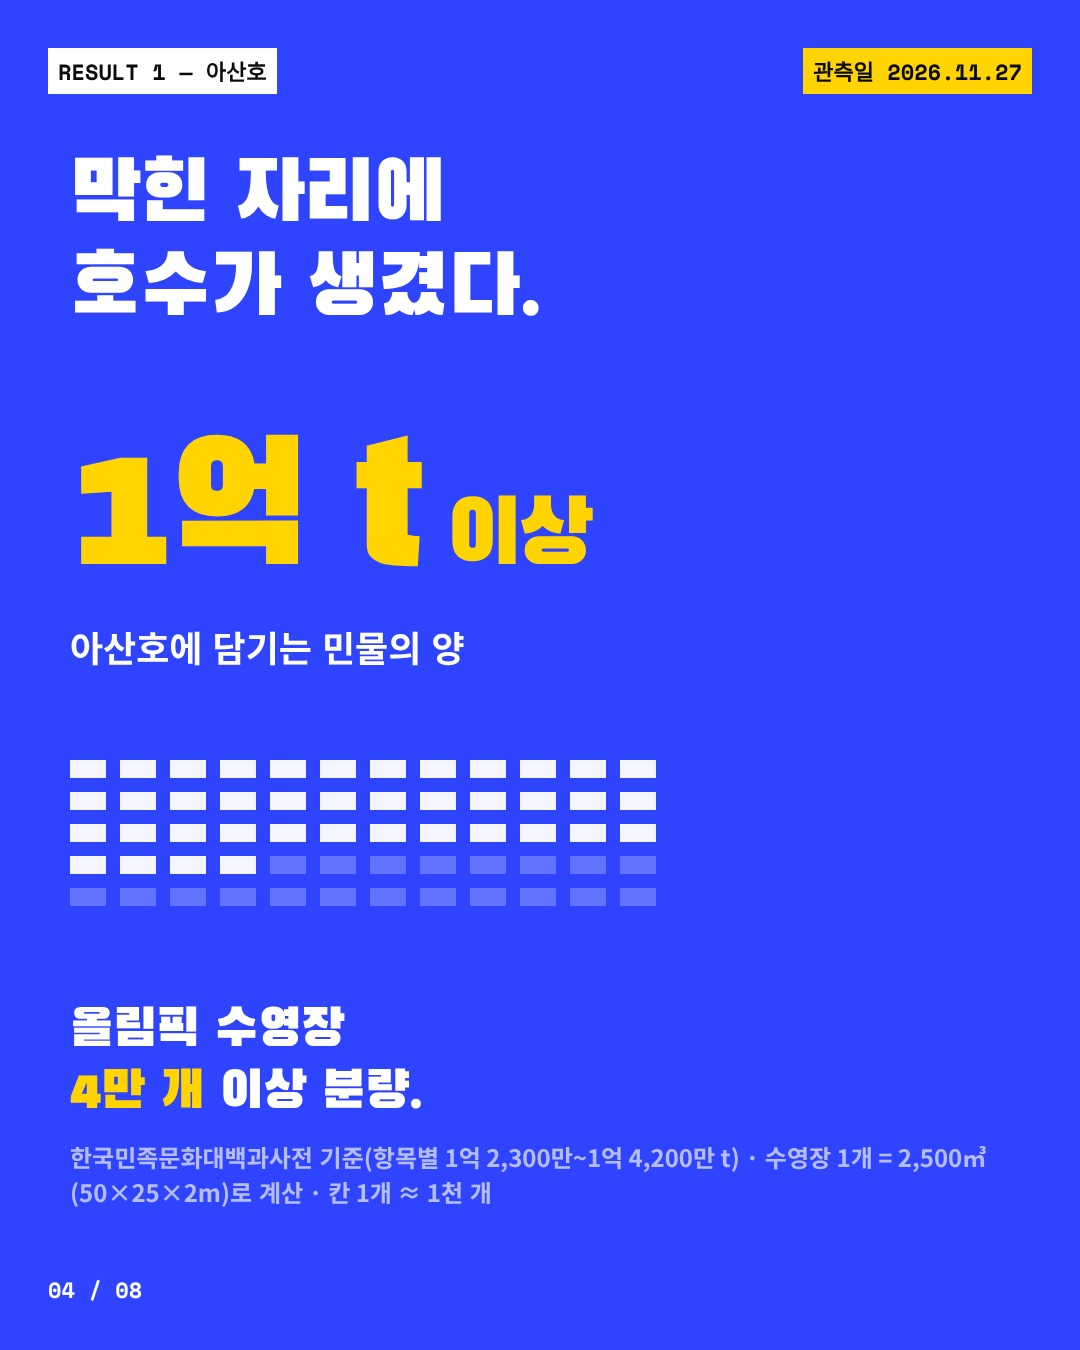 RESULT 1 — 아산호
관측일 2026.11.27
막힌 자리에
호수가 생겼다.
1억 t 이상
아산호에 담기는 민물의 양
올림픽 수영장
4만 개 이상 분량.
한국민족문화대백과사전 기준(항목별 1억 2,300만~1억 4,200만 t) · 수영장 1개 = 2,500㎥
(50×25×2m)로 계산 · 칸 1개 ≈ 1천 개
04 / 08